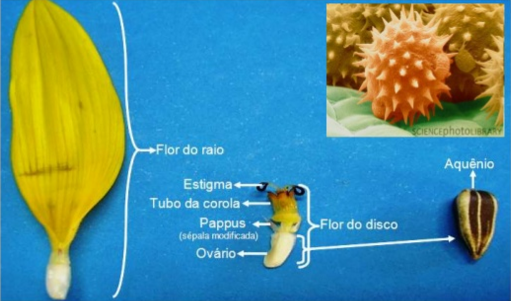 SCIENCEphotoLIBRARY
Flor do raio
Aquênio
Estigma
Tubo da corola
Pappus
(sépala modificada)
Flor do disco
Ovário